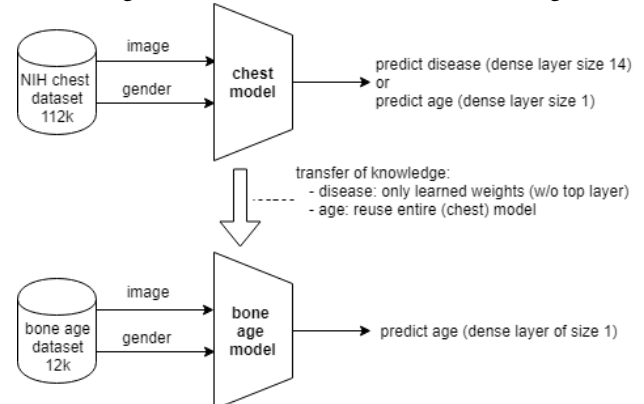 NIH chest
dataset
112k
image
gender
chest
model
predict disease (dense layer size 14)
or
predict age (dense layer size 1)
transfer of knowledge:
- disease: only learned weights (w/o top layer)
- age: reuse entire (chest) model
bone age
dataset
12k
image
gender
bone
age
model
predict age (dense layer of size 1)